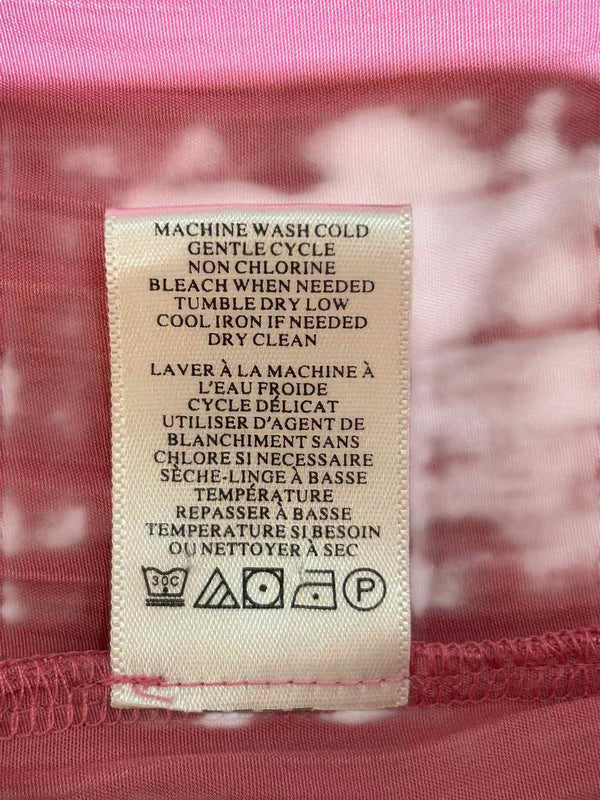 MACHINE WASH COLD
GENTLE CYCLE
NON CHLORINE
BLEACH WHEN NEEDED
TUMBLE DRY LOW
COOL IRON IF NEEDED
DRY CLEAN
LAVER À LA MACHINE À
L'EAU FROIDE
CYCLE DÉLICAT
UTILISER D'AGENT DE
BLANCHIMENT SANS
CHLORE SI NECESSAIRE
SÈCHE-LINGE À BASSE
TEMPÉRATURE
REPASSER À BASSE
TEMPERATURE SI BESOIN
OU NETTOYER À SEC
30C P